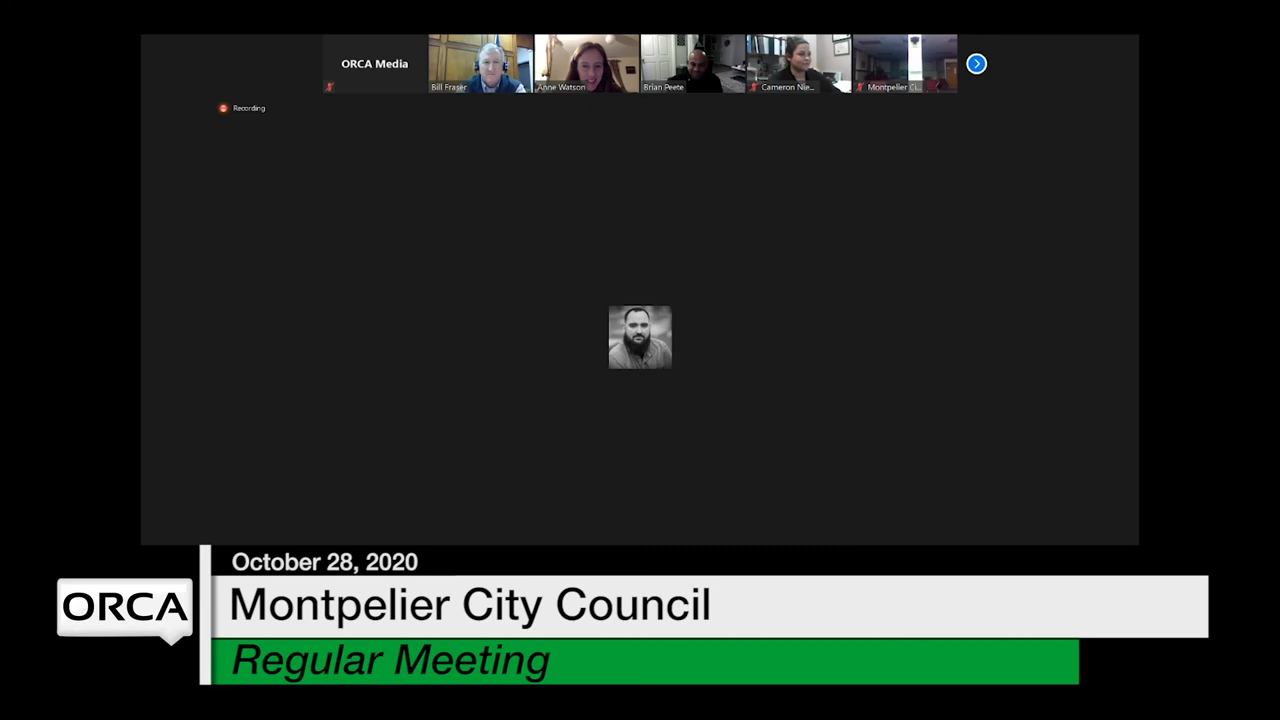 ORCA Media
Bill Fraser
Anne Watson
Brian Peete
Cameron Nie...
Montpelier Ci...
Recording
October 28, 2020
ORCA
Montpelier City Council
Regular Meeting